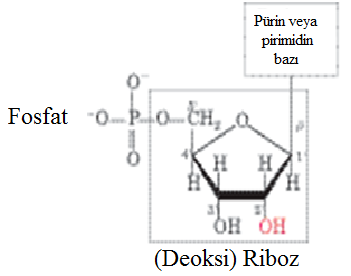 Pürin veya
pirimidin
bazı
O⁻
Fosfat ⁻O—P—O—CH₂ O
O
4 H H 1
H H
3 2
OH OH
(Deoksi) Riboz